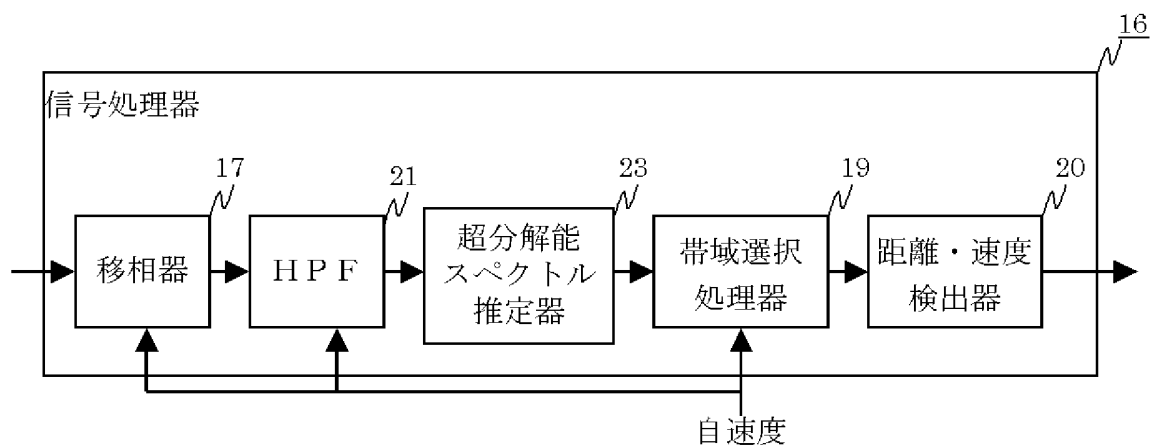 16
信号処理器
17
21
23
19
20
移相器
ＨＰＦ
超分解能
スペクトル
推定器
帯域選択
処理器
距離・速度
検出器
自速度